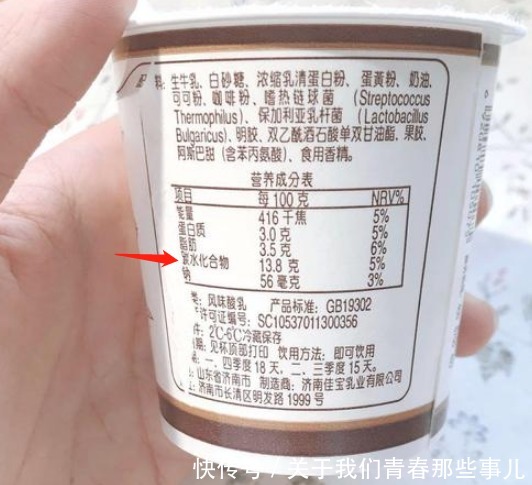 配 料: 生牛乳、白砂糖、浓缩乳清蛋白粉、蛋黄粉、奶油、
可可粉、咖啡粉、嗜热链球菌 (Streptococcus
Thermophilus)、保加利亚乳杆菌 (Lactobacillus
Bulgaricus)、明胶、双乙酰酒石酸单双甘油酯、果胶、
阿斯巴甜 (含苯丙氨酸)、食用香精。
营养成分表
项目 每100克 NRV%
能量 416 千焦 5%
蛋白质 3.0 克 5%
脂肪 3.5 克 6%
碳水化合物 13.8 克 5%
钠 56 毫克 3%
类: 风味酸乳 产品标准: GB19302
许可证编号: SC10537011300356
件: 2℃-6℃冷藏保存
期: 见杯顶部打印 饮用方法: 即可饮用
一、四季度18天, 二、三季度15天。
山东省济南市 制造商: 济南佳宝乳业有限公司
济南市长清区明发路1999号
快传号 / 关于我们青春那些事儿